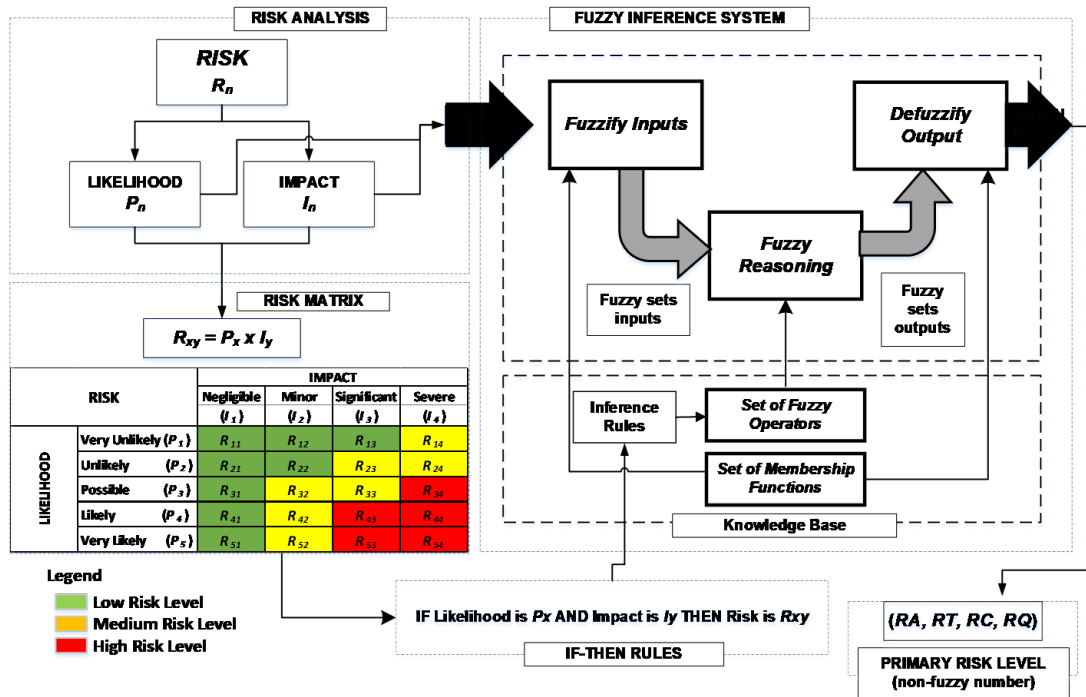 RISK ANALYSIS
RISK
Rn
LIKELIHOOD
Pn
IMPACT
In
RISK MATRIX
Rxy = Px x Iy
RISK
IMPACT
Negligible Minor Significant Severe
(I1) (I2) (I3) (I4)
LIKELIHOOD
Very Unlikely (P1) R11 R12 R13 R14
Unlikely (P2) R21 R22 R23 R24
Possible (P3) R31 R32 R33 R34
Likely (P4) R41 R42 R43 R44
Very Likely (P5) R51 R52 R53 R54
Legend
Low Risk Level
Medium Risk Level
High Risk Level
FUZZY INFERENCE SYSTEM
Fuzzify Inputs
Defuzzify
Output
Fuzzy
Reasoning
Fuzzy sets
inputs
Fuzzy
sets
outputs
Inference
Rules
Set of Fuzzy
Operators
Set of Membership
Functions
Knowledge Base
IF Likelihood is Px AND Impact is Iy THEN Risk is Rxy
IF-THEN RULES
(RA, RT, RC, RQ)
PRIMARY RISK LEVEL
(non-fuzzy number)